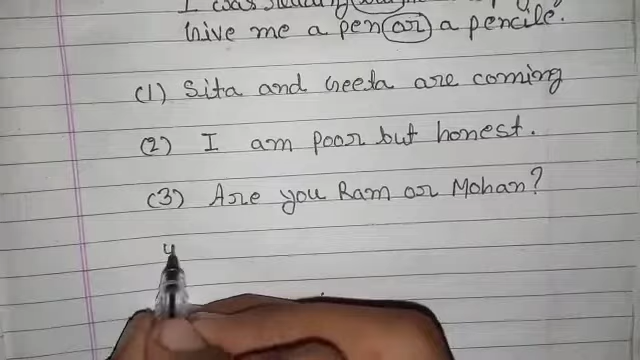 I was
Give me a pen or a pencile.
(1) Sita and Geeta are coming
(2) I am poor but honest.
(3) Are you Ram or Mohan?